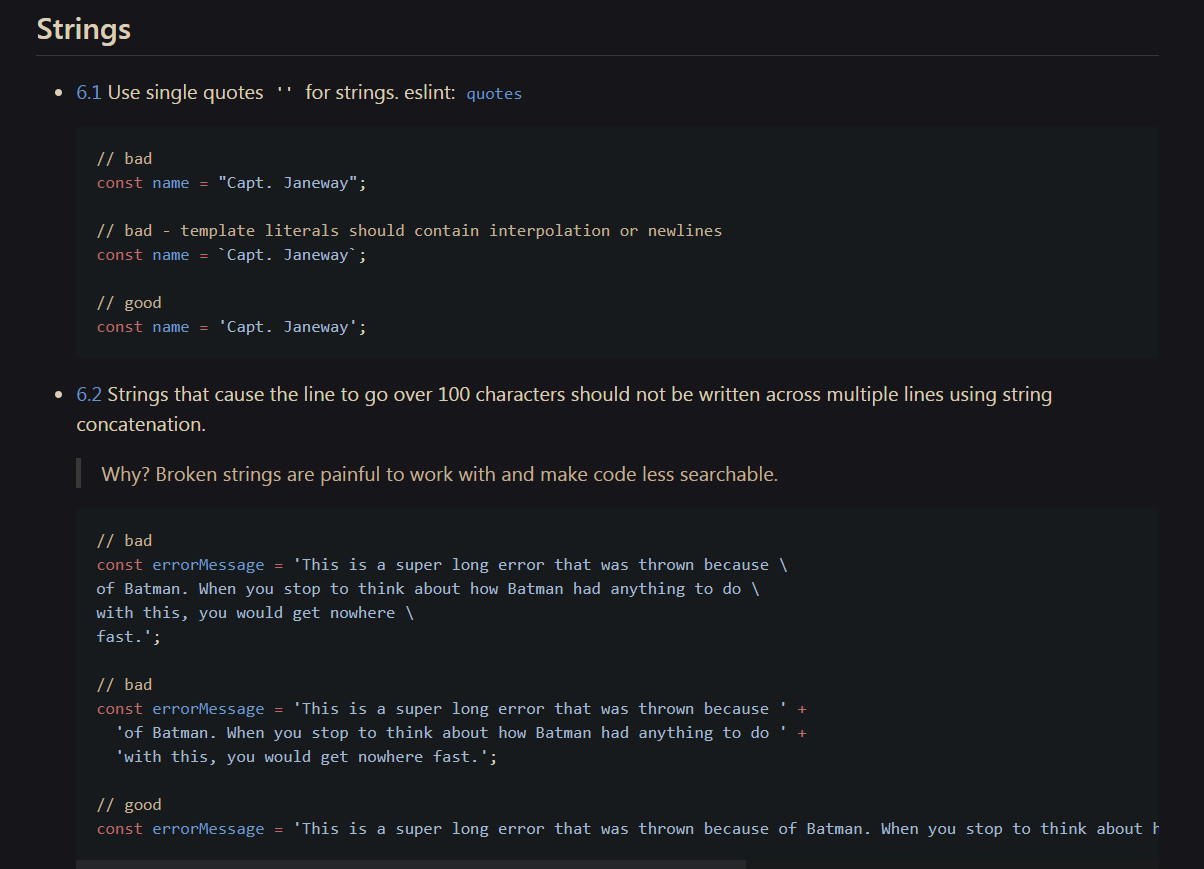 Strings
6.1 Use single quotes '' for strings. eslint: quotes
// bad
const name = "Capt. Janeway";
// bad - template literals should contain interpolation or newlines
const name = `Capt. Janeway`;
// good
const name = 'Capt. Janeway';
6.2 Strings that cause the line to go over 100 characters should not be written across multiple lines using string
concatenation.
Why? Broken strings are painful to work with and make code less searchable.
// bad
const errorMessage = 'This is a super long error that was thrown because \
of Batman. When you stop to think about how Batman had anything to do \
with this, you would get nowhere \
fast.';
// bad
const errorMessage = 'This is a super long error that was thrown because ' +
'of Batman. When you stop to think about how Batman had anything to do ' +
'with this, you would get nowhere fast.';
// good
const errorMessage = 'This is a super long error that was thrown because of Batman. When you stop to think about